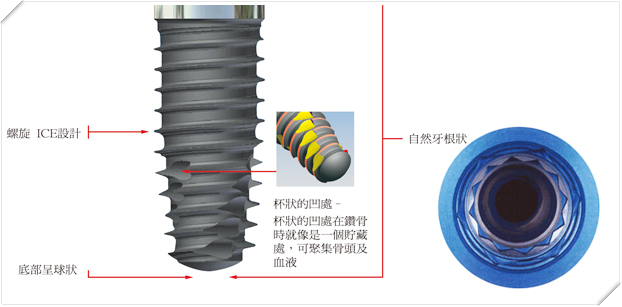 螺旋 ICE設計
自然牙根狀
杯狀的凹處–
杯狀的凹處在鑽骨
時就像是一個貯藏
處，可聚集骨頭及
血液
底部呈球狀